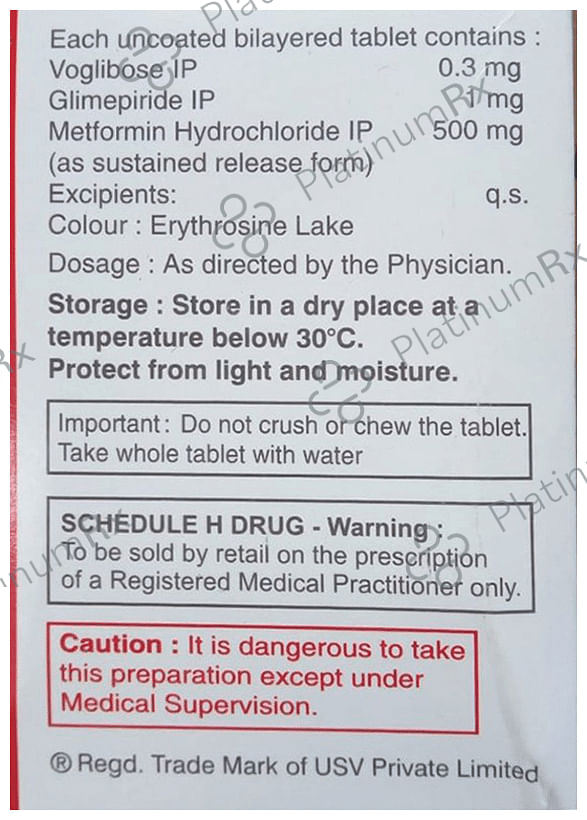 Each uncoated bilayered tablet contains :
Voglibose IP 0.3 mg
Glimepiride IP 1 mg
Metformin Hydrochloride IP 500 mg
(as sustained release form)
Excipients: q.s.
Colour : Erythrosine Lake
Dosage : As directed by the Physician.
Storage : Store in a dry place at a
temperature below 30°C.
Protect from light and moisture.
Important : Do not crush or chew the tablet.
Take whole tablet with water
SCHEDULE H DRUG - Warning :
To be sold by retail on the prescription
of a Registered Medical Practitioner only.
Caution : It is dangerous to take
this preparation except under
Medical Supervision.
® Regd. Trade Mark of USV Private Limited
PlatinumRx
PlatinumRx